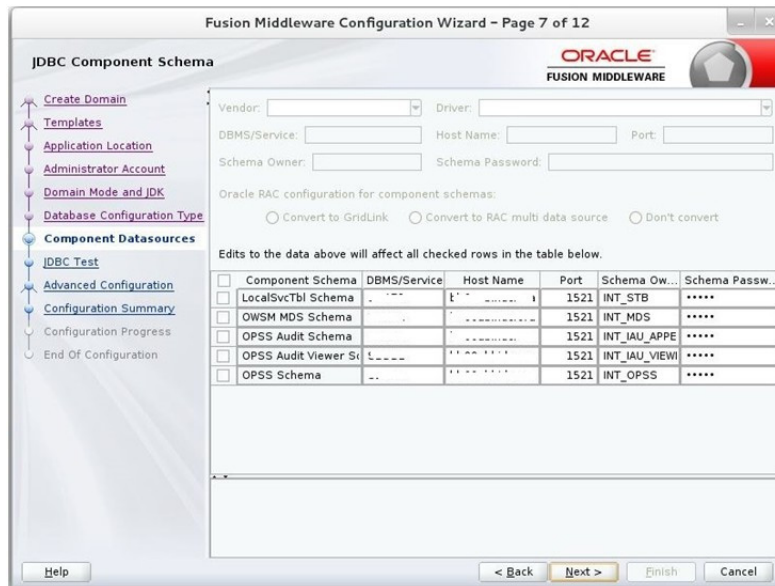 Fusion Middleware Configuration Wizard – Page 7 of 12
JDBC Component Schema
ORACLE
FUSION MIDDLEWARE
Create Domain
Templates
Application Location
Administrator Account
Domain Mode and JDK
Database Configuration Type
Component Datasources
JDBC Test
Advanced Configuration
Configuration Summary
Configuration Progress
End Of Configuration
Vendor: Driver:
DBMS/Service: Host Name: Port:
Schema Owner: Schema Password:
Oracle RAC configuration for component schemas:
Convert to GridLink Convert to RAC multi data source Don't convert
Edits to the data above will affect all checked rows in the table below.
Component Schema DBMS/Service Host Name Port Schema Ow... Schema Passw...
LocalSvcTbl Schema 1521 INT_STB •••••
OWSM MDS Schema 1521 INT_MDS •••••
OPSS Audit Schema 1521 INT_IAU_APPE •••••
OPSS Audit Viewer Sc 1521 INT_IAU_VIEWI •••••
OPSS Schema 1521 INT_OPSS •••••
Help < Back Next > Finish Cancel